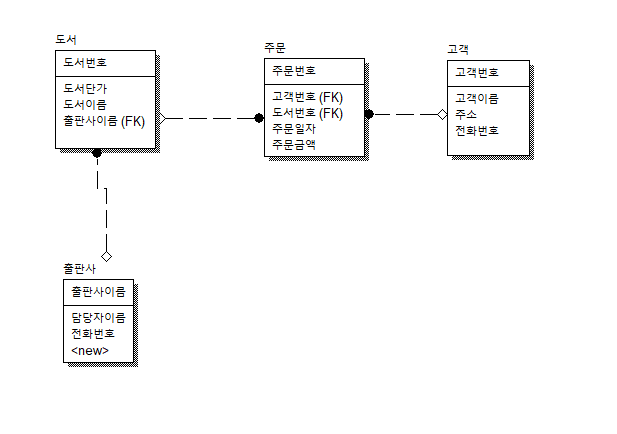 도서
도서번호
도서단가
도서이름
출판사이름 (FK)
주문
주문번호
고객번호 (FK)
도서번호 (FK)
주문일자
주문금액
고객
고객번호
고객이름
주소
전화번호
출판사
출판사이름
담당자이름
전화번호
<new>